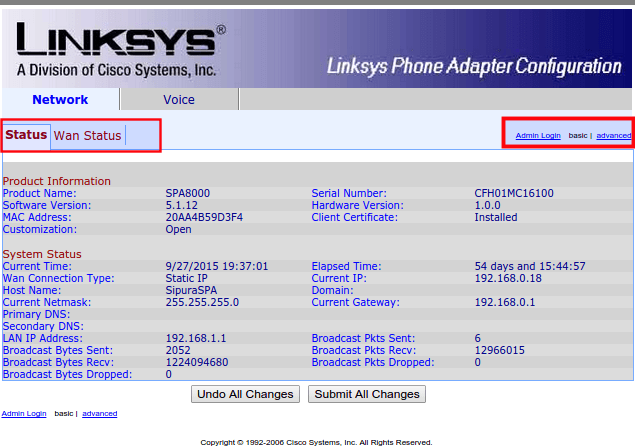 LINKSYS®
A Division of Cisco Systems, Inc.
Linksys Phone Adapter Configuration
Network Voice
Status Wan Status Admin Login basic | advanced
Product Information
Product Name: SPA8000 Serial Number: CFH01MC16100
Software Version: 5.1.12 Hardware Version: 1.0.0
MAC Address: 20AA4B59D3F4 Client Certificate: Installed
Customization: Open
System Status
Current Time: 9/27/2015 19:37:01 Elapsed Time: 54 days and 15:44:57
Wan Connection Type: Static IP Current IP: 192.168.0.18
Host Name: SipuraSPA Domain:
Current Netmask: 255.255.255.0 Current Gateway: 192.168.0.1
Primary DNS:
Secondary DNS:
LAN IP Address: 192.168.1.1 Broadcast Pkts Sent: 6
Broadcast Bytes Sent: 2052 Broadcast Pkts Recv: 12966015
Broadcast Bytes Recv: 1224094680 Broadcast Pkts Dropped: 0
Broadcast Bytes Dropped: 0
Undo All Changes Submit All Changes
Admin Login basic | advanced
Copyright © 1992-2006 Cisco Systems, Inc. All Rights Reserved.